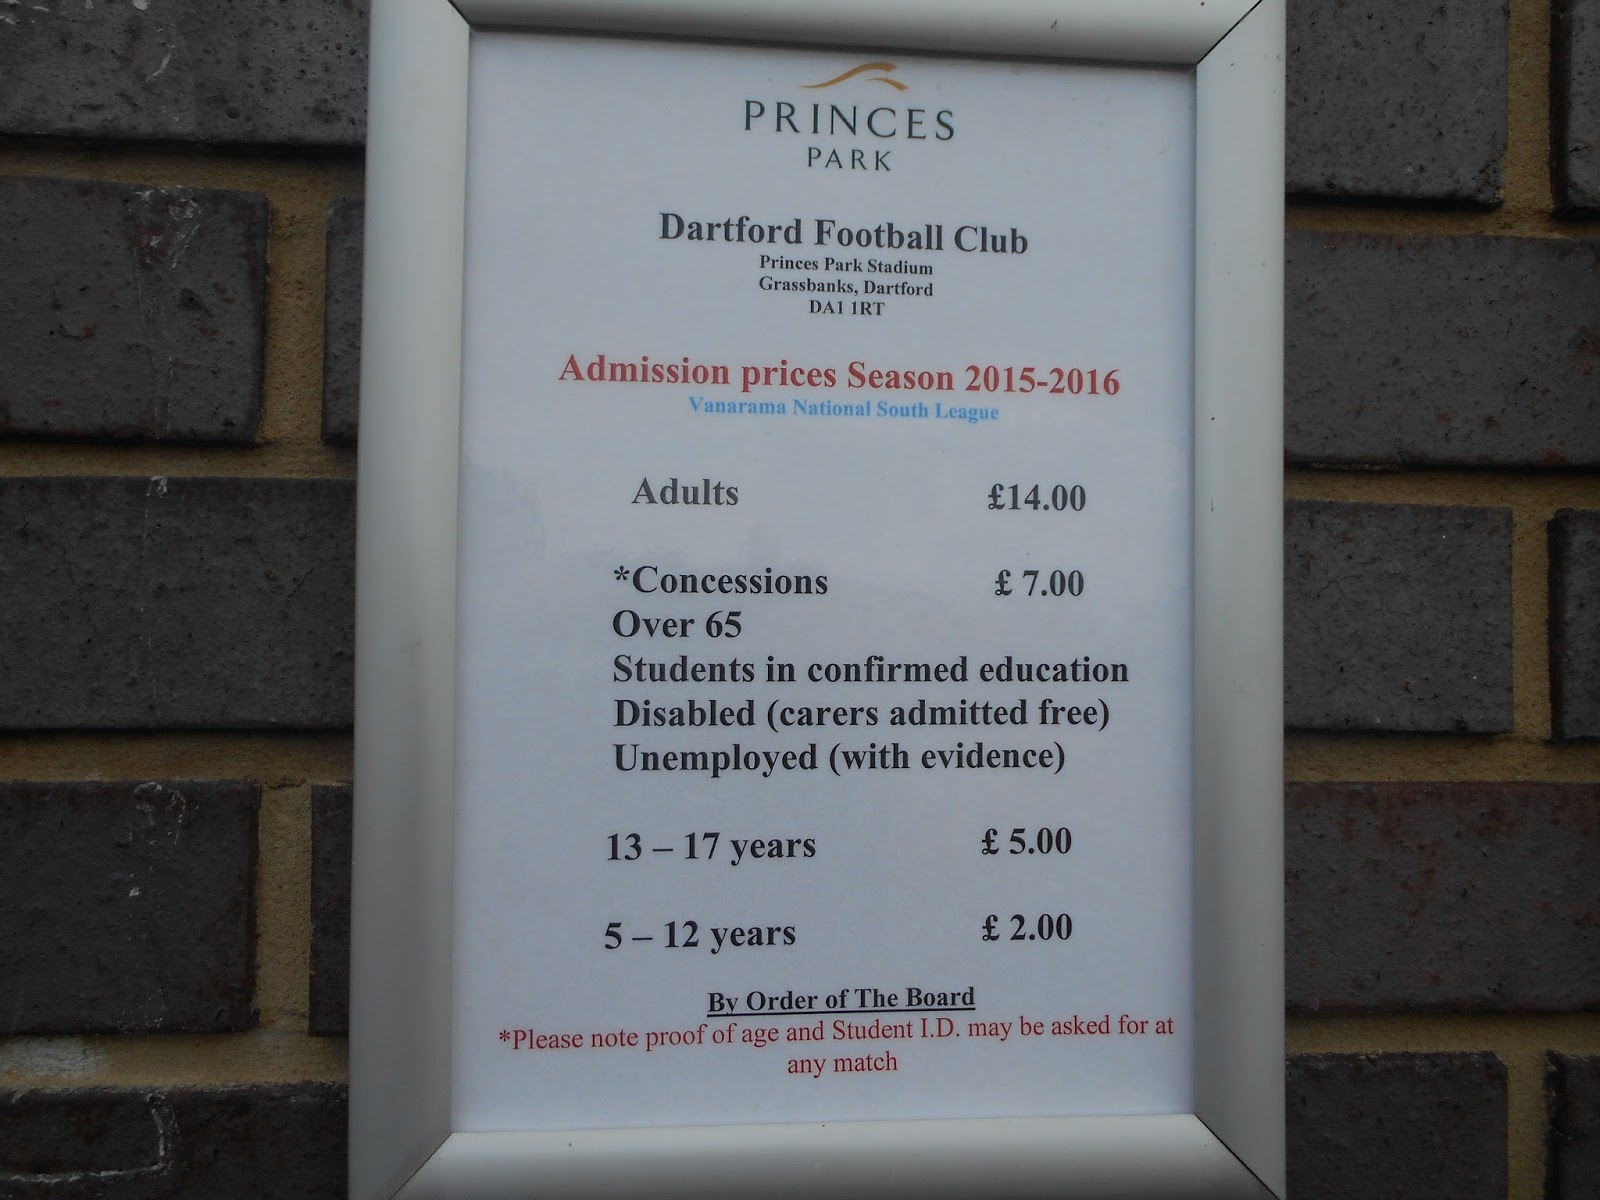 PRINCES
PARK
Dartford Football Club
Princes Park Stadium
Grassbanks, Dartford
DA1 1RT
Admission prices Season 2015-2016
Vanarama National South League
Adults £14.00
*Concessions £ 7.00
Over 65
Students in confirmed education
Disabled (carers admitted free)
Unemployed (with evidence)
13 – 17 years £ 5.00
5 – 12 years £ 2.00
By Order of The Board
*Please note proof of age and Student I.D. may be asked for at
any match